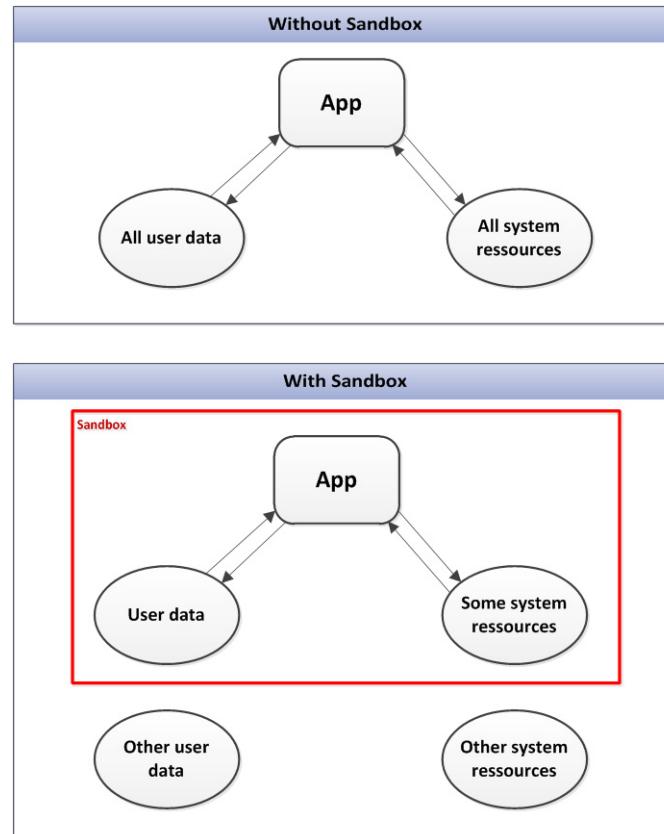 Without Sandbox
App
All user data
All system
ressources
With Sandbox
Sandbox
App
User data
Some system
ressources
Other user
data
Other system
ressources